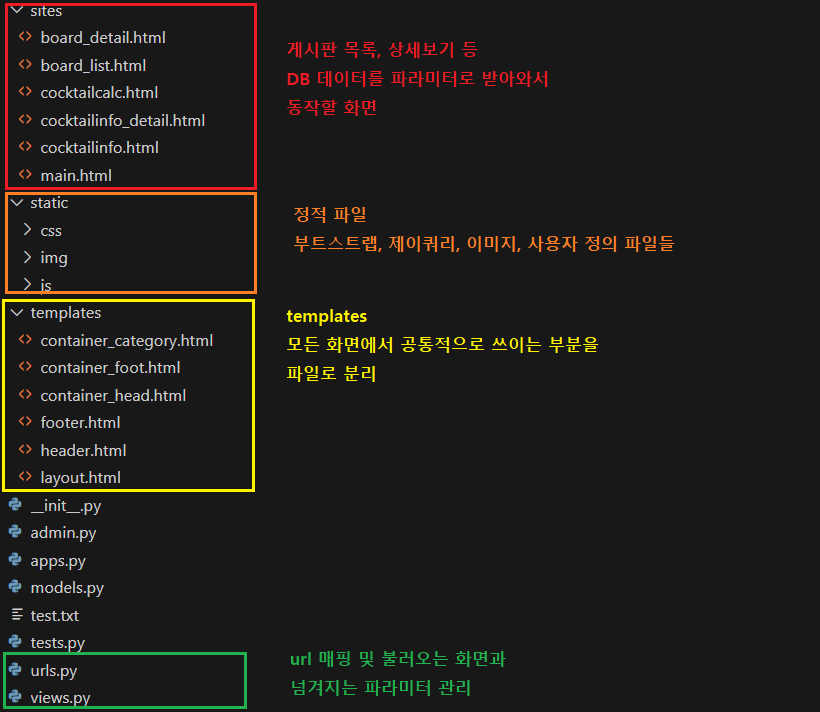 sites
board_detail.html
board_list.html
cocktailcalc.html
cocktailinfo_detail.html
cocktailinfo.html
main.html
게시판 목록, 상세보기 등
DB 데이터를 파라미터로 받아와서
동작할 화면
static
css
img
js
정적 파일
부트스트랩, 제이쿼리, 이미지, 사용자 정의 파일들
templates
container_category.html
container_foot.html
container_head.html
footer.html
header.html
layout.html
templates
모든 화면에서 공통적으로 쓰이는 부분을
파일로 분리
__init__.py
admin.py
apps.py
models.py
test.txt
tests.py
urls.py
views.py
url 매핑 및 불러오는 화면과
넘겨지는 파라미터 관리